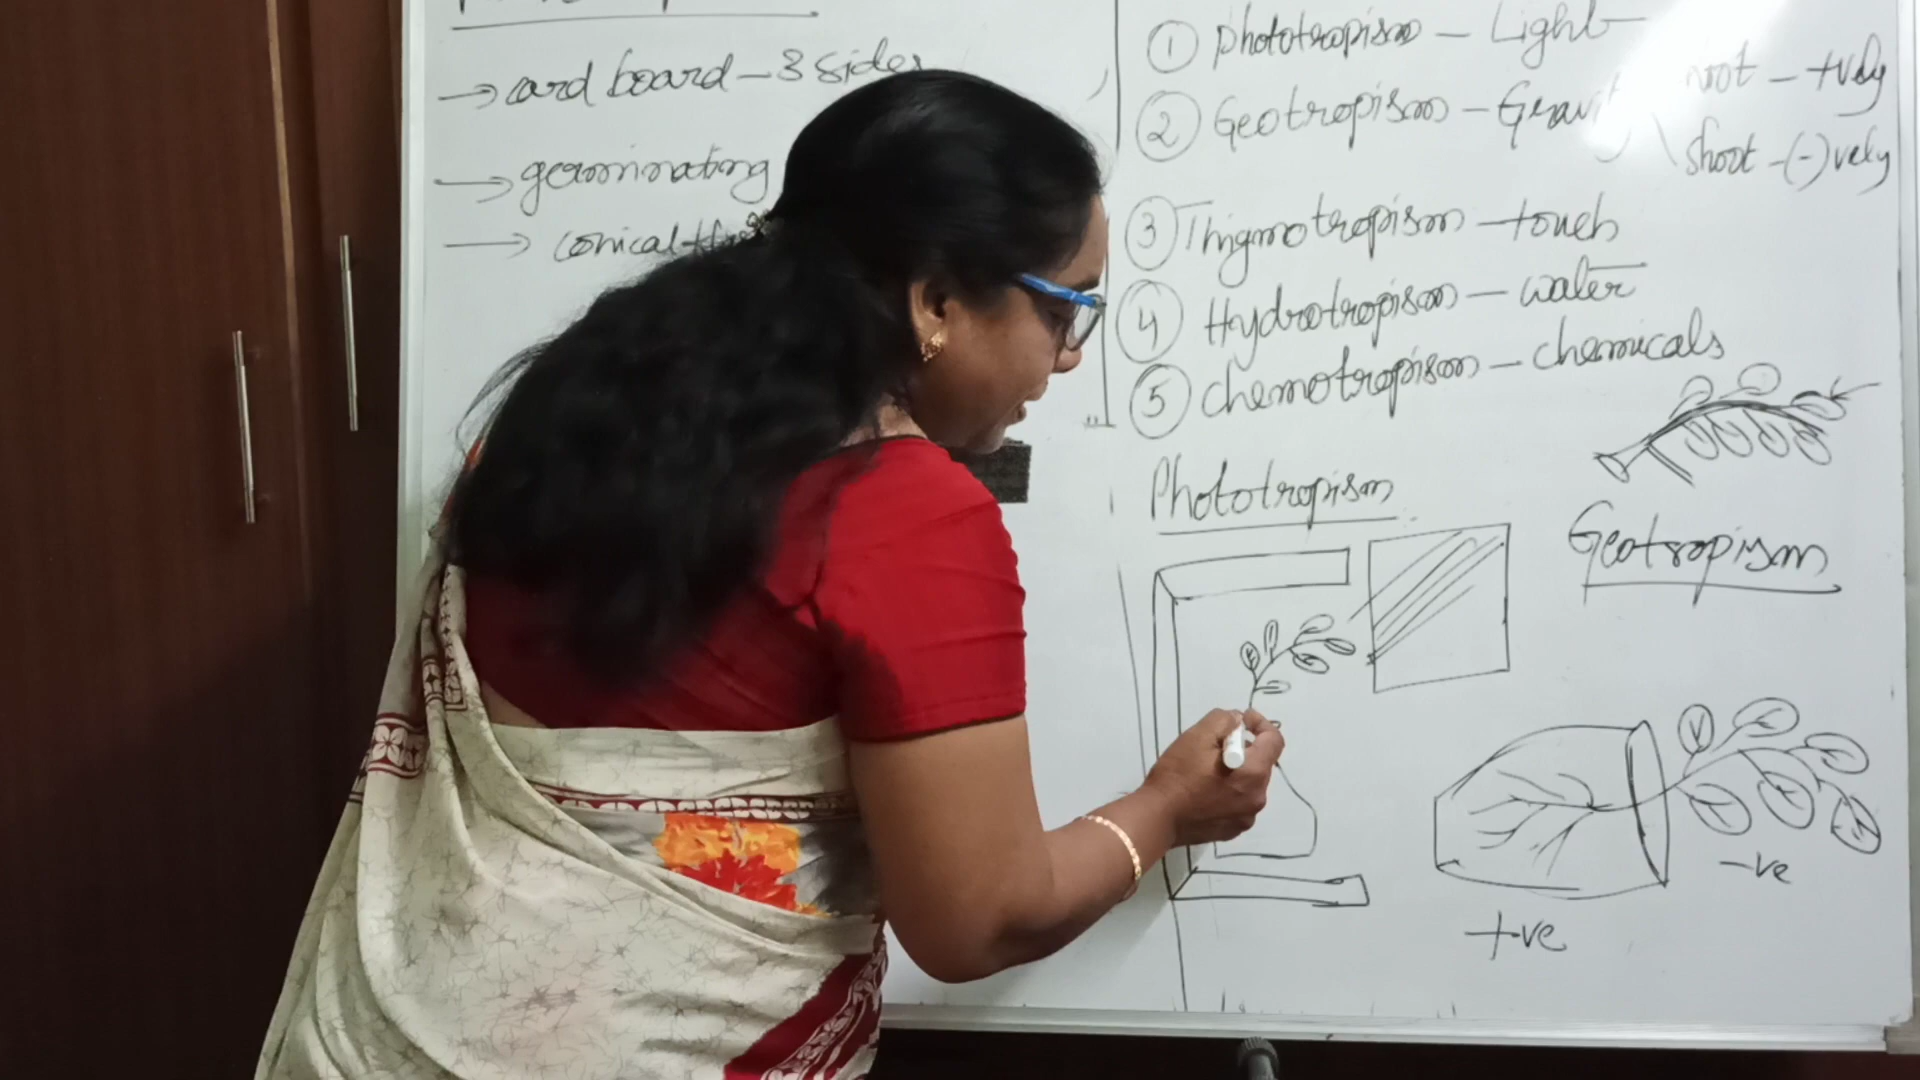 → card board - 3 sides
→ germinating
→ conical
① Phototropism - Light
② Geotropism - Gravit
root - +vely
shoot - (-)vely
③ Thigmotropism - touch
④ Hydrotropism - water
⑤ chemotropism - chemicals
Phototropism
Geotropism
-ve
+ve